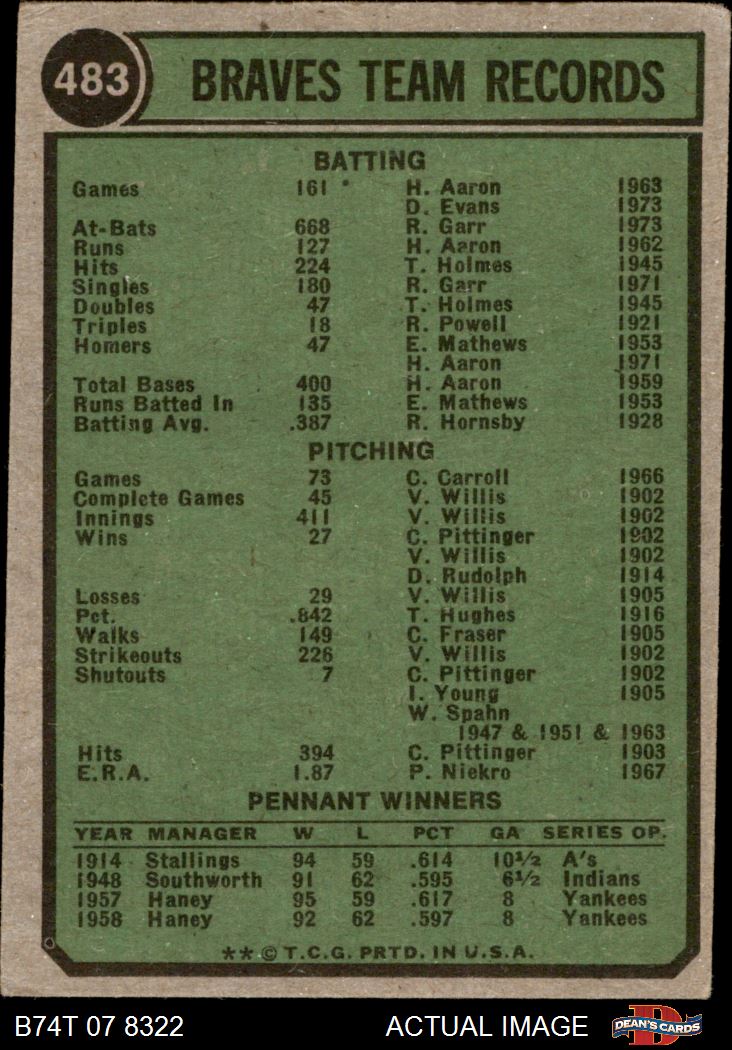 483 BRAVES TEAM RECORDS
BATTING
Games 161 H. Aaron 1963
D. Evans 1973
At-Bats 668 R. Garr 1973
Runs 127 H. Aaron 1962
Hits 224 T. Holmes 1945
Singles 180 R. Garr 1971
Doubles 47 T. Holmes 1945
Triples 18 R. Powell 1921
Homers 47 E. Mathews 1953
H. Aaron 1971
Total Bases 400 H. Aaron 1959
Runs Batted In 135 E. Mathews 1953
Batting Avg. .387 R. Hornsby 1928
PITCHING
Games 73 C. Carroll 1966
Complete Games 45 V. Willis 1902
Innings 411 V. Willis 1902
Wins 27 C. Pittinger 1902
V. Willis 1902
D. Rudolph 1914
Losses 29 V. Willis 1905
Pct. .842 T. Hughes 1916
Walks 149 C. Fraser 1905
Strikeouts 226 V. Willis 1902
Shutouts 7 C. Pittinger 1902
I. Young 1905
W. Spahn
1947 & 1951 & 1963
Hits 394 C. Pittinger 1903
E.R.A. 1.87 P. Niekro 1967
PENNANT WINNERS
YEAR MANAGER W L PCT GA SERIES OP.
1914 Stallings 94 59 .614 10½ A's
1948 Southworth 91 62 .595 6½ Indians
1957 Haney 95 59 .617 8 Yankees
1958 Haney 92 62 .597 8 Yankees
**© T.C.G. PRTD. IN U.S.A.
B74T 07 8322 ACTUAL IMAGE D DEAN'S CARDS